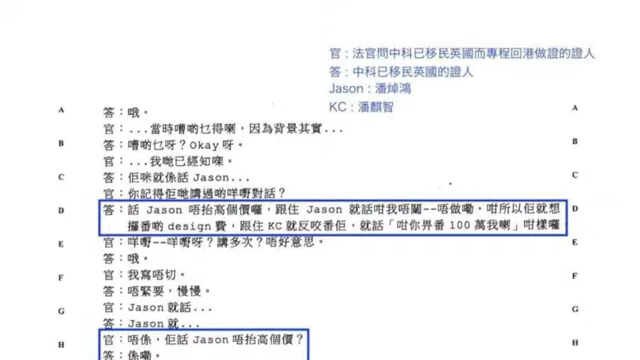 官：法官問中科已移民英國而專程回港做證的證人
答：中科已移民英國的證人
Jason：潘焯鴻
KC：潘麒智
A 答：哦。 A
官：...當時嘈乜得喇，因為背景其實...
B 答：嘈乜呀？Okay 呀。 B
官：...我哋已經知㗎。
C 答：佢咪就係話 Jason... C
官：你記得佢哋講過的咩嘢對話？
D 答：話 Jason 唔抬高個價囉，跟住 Jason 就話咁我唔鬭--唔做嘞，咁所以佢就想 D
攞番啲 design 費，跟住 KC 就反咬番佢，就話「咁你畀番 100 萬我喇」咁樣囉
E 官：咩嘢--咩嘢呀？講多次？唔好意思。 E
答：哦。
F 官：我寫唔切。 F
答：唔緊要，慢慢。
G 官：Jason 就話... G
答：Jason 就...
H 官：唔係，佢話 Jason 唔抬高個價？ H
答：係嘞。